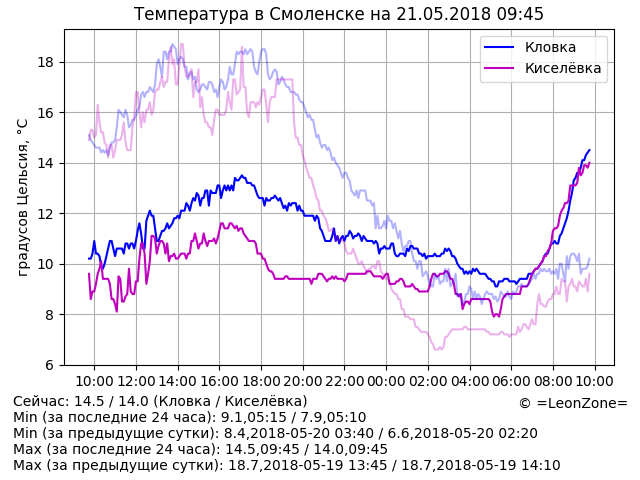 Температура в Смоленске на 21.05.2018 09:45
Кловка
Киселёвка
градусов Цельсия, °C
18
16
14
12
10
8
6
10:00 12:00 14:00 16:00 18:00 20:00 22:00 00:00 02:00 04:00 06:00 08:00 10:00
Сейчас: 14.5 / 14.0 (Кловка / Киселёвка)
© =LeonZone=
Min (за последние 24 часа): 9.1,05:15 / 7.9,05:10
Min (за предыдущие сутки): 8.4,2018-05-20 03:40 / 6.6,2018-05-20 02:20
Max (за последние 24 часа): 14.5,09:45 / 14.0,09:45
Max (за предыдущие сутки): 18.7,2018-05-19 13:45 / 18.7,2018-05-19 14:10